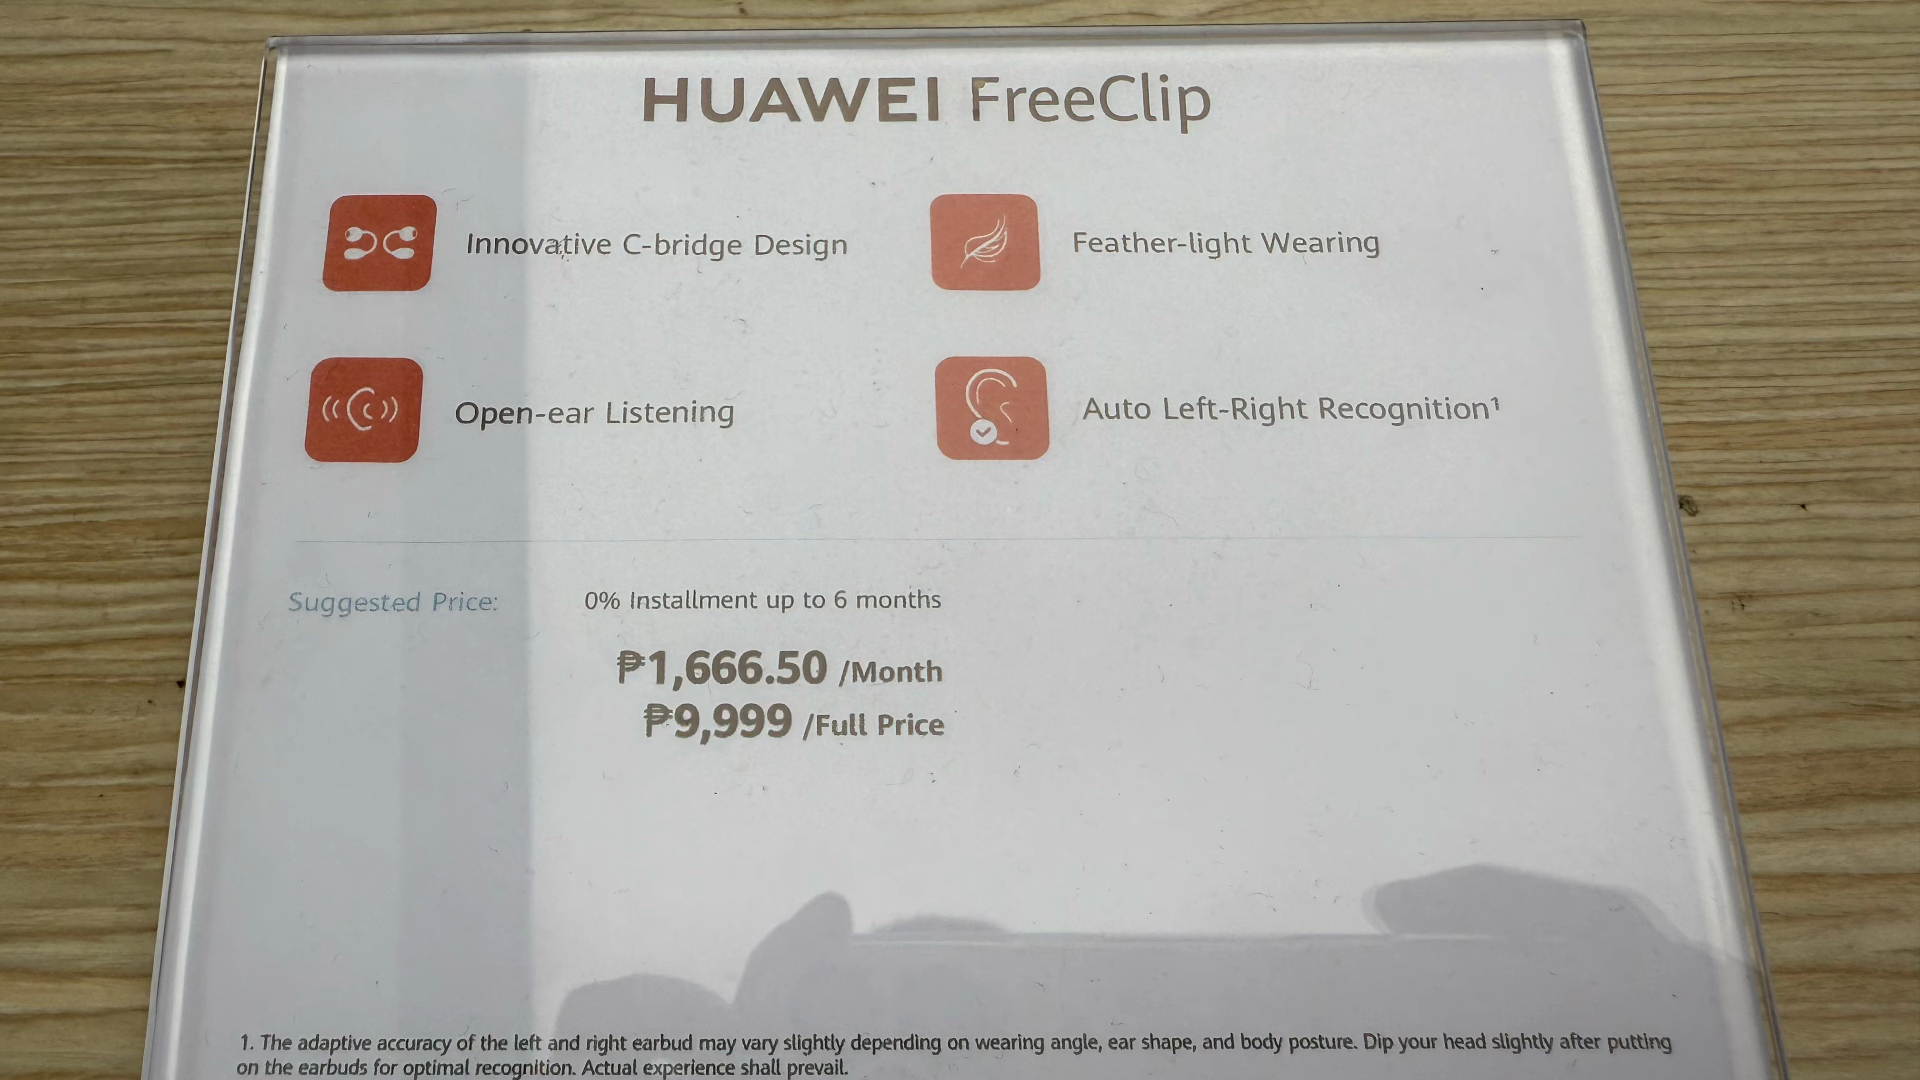 HUAWEI FreeClip
Innovative C-bridge Design
Feather-light Wearing
Open-ear Listening
Auto Left-Right Recognition¹
Suggested Price:
0% Installment up to 6 months
₱1,666.50 /Month
₱9,999 /Full Price
1. The adaptive accuracy of the left and right earbud may vary slightly depending on wearing angle, ear shape, and body posture. Dip your head slightly after putting
on the earbuds for optimal recognition. Actual experience shall prevail.